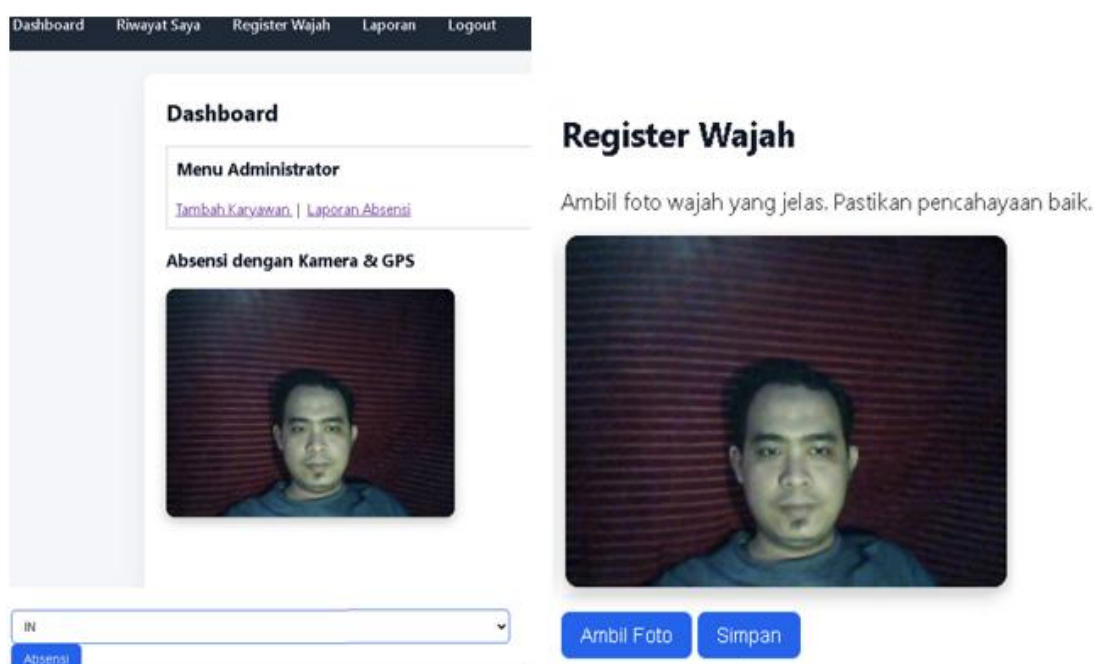 Dashboard Riwayat Saya Register Wajah Laporan Logout
Dashboard
Menu Administrator
Tambah Karyawan | Laporan Absensi
Absensi dengan Kamera & GPS
IN
Absensi
Register Wajah
Ambil foto wajah yang jelas. Pastikan pencahayaan baik.
Ambil Foto Simpan